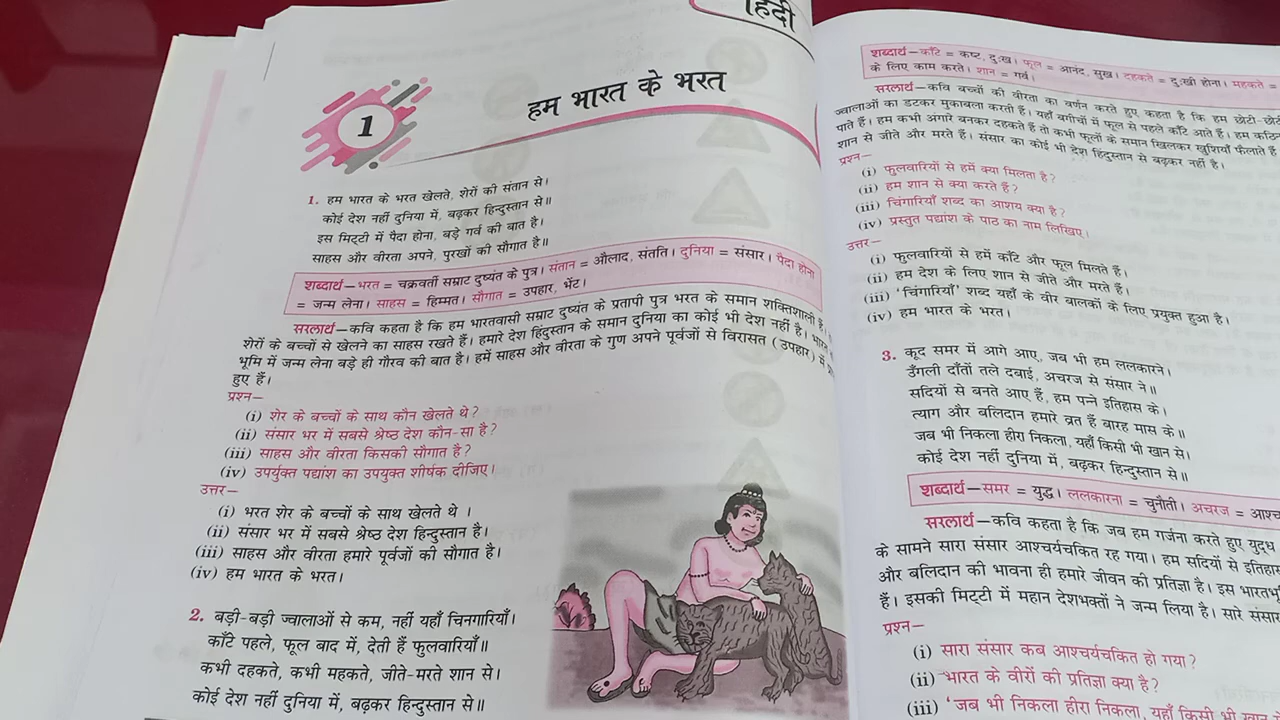 हिंदी
1
हम भारत के भरत
1. हम भारत के भरत खेलते, शेरों की संतान से।
कोई देश नहीं दुनिया में, बढ़कर हिन्दुस्तान से॥
इस मिट्टी में पैदा होना, बड़े गर्व की बात है।
साहस और वीरता अपने, पुरखों की सौगात है॥
शब्दार्थ—भरत = चक्रवर्ती सम्राट दुष्यंत के पुत्र। संतान = औलाद, संतति। दुनिया = संसार। पैदा होना
= जन्म लेना। साहस = हिम्मत। सौगात = उपहार, भेंट।
सरलार्थ—कवि कहता है कि हम भारतवासी सम्राट दुष्यंत के प्रतापी पुत्र भरत के समान शक्तिशाली हैं।
शेरों के बच्चों से खेलने का साहस रखते हैं। हमारे देश हिंदुस्तान के समान दुनिया का कोई भी देश नहीं है।
भूमि में जन्म लेना बड़े ही गौरव की बात है। हमें साहस और वीरता के गुण अपने पूर्वजों से विरासत (उपहार) में
हुए हैं।
प्रश्न—
(i) शेर के बच्चों के साथ कौन खेलते थे?
(ii) संसार भर में सबसे श्रेष्ठ देश कौन-सा है?
(iii) साहस और वीरता किसकी सौगात है?
(iv) उपर्युक्त पद्यांश का उपयुक्त शीर्षक दीजिए।
उत्तर—
(i) भरत शेर के बच्चों के साथ खेलते थे ।
(ii) संसार भर में सबसे श्रेष्ठ देश हिन्दुस्तान है।
(iii) साहस और वीरता हमारे पूर्वजों की सौगात है।
(iv) हम भारत के भरत।
2. बड़ी-बड़ी ज्वालाओं से कम, नहीं यहाँ चिनगारियाँ।
काँटे पहले, फूल बाद में, देती हैं फुलवारियाँ॥
कभी दहकते, कभी महकते, जीते-मरते शान से।
कोई देश नहीं दुनिया में, बढ़कर हिन्दुस्तान से॥
शब्दार्थ—काँटे = कष्ट, दुःख। फूल = आनंद, सुख। दहकते = दुःखी होना। महकते =
के लिए काम करते। शान = गर्व।
सरलार्थ—कवि बच्चों की वीरता का वर्णन करते हुए कहता है कि हम छोटी-छोटी
ज्वालाओं का डटकर मुकाबला करती हैं। यहाँ बगीचों में फूल से पहले काँटे आते हैं। हम कठिन
पाते हैं। हम कभी अंगारे बनकर दहकते हैं तो कभी फूलों के समान खिलकर खुशियाँ फैलाते हैं
शान से जीते और मरते हैं। संसार का कोई भी देश हिंदुस्तान से बढ़कर नहीं है।
प्रश्न—
(i) फुलवारियों से हमें क्या मिलता है?
(ii) हम शान से क्या करते हैं?
(iii) चिंगारियाँ शब्द का आशय क्या है?
(iv) प्रस्तुत पद्यांश के पाठ का नाम लिखिए।
उत्तर—
(i) फुलवारियों से हमें काँटे और फूल मिलते हैं।
(ii) हम देश के लिए शान से जीते और मरते हैं।
(iii) 'चिंगारियाँ' शब्द यहाँ के वीर बालकों के लिए प्रयुक्त हुआ है।
(iv) हम भारत के भरत।
3. कूद समर में आगे आए, जब भी हम ललकारने।
उँगली दाँतों तले दबाई, अचरज से संसार ने॥
सदियों से बनते आए हैं, हम पन्ने इतिहास के।
त्याग और बलिदान हमारे, व्रत हैं बारह मास के॥
जब भी निकला हीरा निकला, यहाँ किसी भी खान से।
कोई देश नहीं दुनिया में, बढ़कर हिन्दुस्तान से॥
शब्दार्थ—समर = युद्ध। ललकारना = चुनौती। अचरज =
सरलार्थ—कवि कहता है कि जब हम गर्जना करते हुए युद्ध
के सामने सारा संसार आश्चर्यचकित रह गया। हम सदियों से
और बलिदान की भावना ही हमारे जीवन की प्रतिज्ञा है। इस
हैं। इसकी मिट्टी में महान देशभक्तों ने जन्म लिया है। सारे
प्रश्न—
(i) सारा संसार कब आश्चर्यचकित हो गया?
(ii) भारत के वीरों की प्रतिज्ञा क्या है?
(iii) 'जब भी निकला हीरा निकला, यहाँ किसी भी